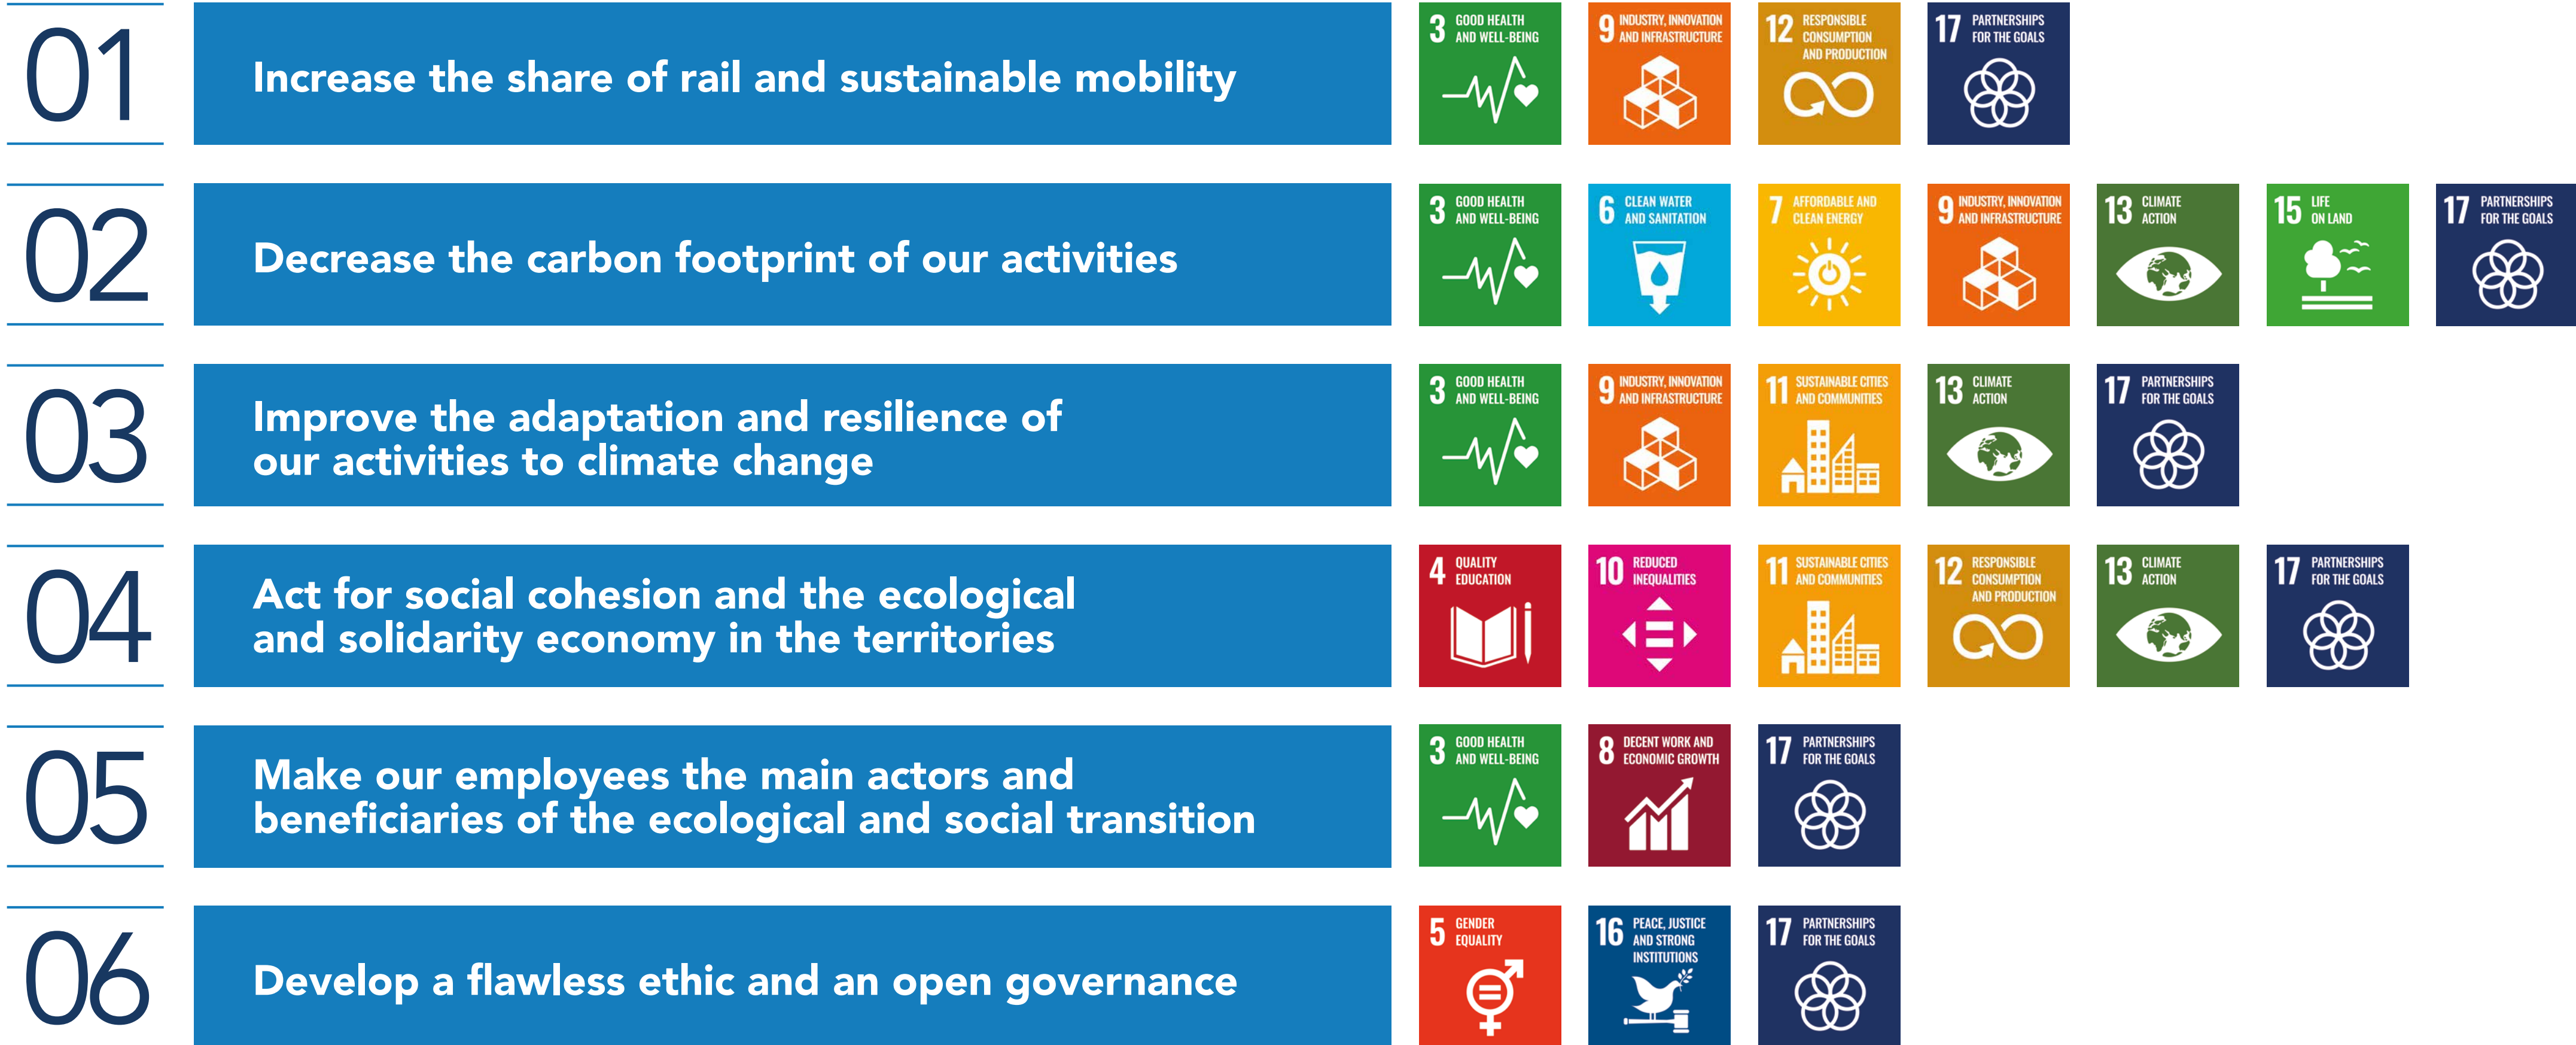 01
Increase the share of rail and sustainable mobility
3 GOOD HEALTH
AND WELL-BEING
9 INDUSTRY, INNOVATION
AND INFRASTRUCTURE
12 RESPONSIBLE
CONSUMPTION
AND PRODUCTION
17 PARTNERSHIPS
FOR THE GOALS
02
Decrease the carbon footprint of our activities
3 GOOD HEALTH
AND WELL-BEING
6 CLEAN WATER
AND SANITATION
7 AFFORDABLE AND
CLEAN ENERGY
9 INDUSTRY, INNOVATION
AND INFRASTRUCTURE
13 CLIMATE
ACTION
15 LIFE
ON LAND
17 PARTNERSHIPS
FOR THE GOALS
03
Improve the adaptation and resilience of
our activities to climate change
3 GOOD HEALTH
AND WELL-BEING
9 INDUSTRY, INNOVATION
AND INFRASTRUCTURE
11 SUSTAINABLE CITIES
AND COMMUNITIES
13 CLIMATE
ACTION
17 PARTNERSHIPS
FOR THE GOALS
04
Act for social cohesion and the ecological
and solidarity economy in the territories
4 QUALITY
EDUCATION
10 REDUCED
INEQUALITIES
11 SUSTAINABLE CITIES
AND COMMUNITIES
12 RESPONSIBLE
CONSUMPTION
AND PRODUCTION
13 CLIMATE
ACTION
17 PARTNERSHIPS
FOR THE GOALS
05
Make our employees the main actors and
beneficiaries of the ecological and social transition
3 GOOD HEALTH
AND WELL-BEING
8 DECENT WORK AND
ECONOMIC GROWTH
17 PARTNERSHIPS
FOR THE GOALS
06
Develop a flawless ethic and an open governance
5 GENDER
EQUALITY
16 PEACE, JUSTICE
AND STRONG
INSTITUTIONS
17 PARTNERSHIPS
FOR THE GOALS